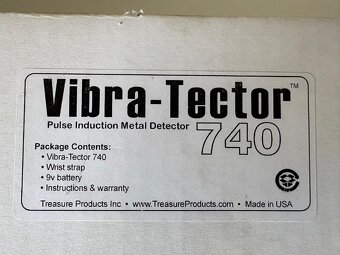 Vibra-Tector™
Pulse Induction Metal Detector 740
Package Contents:
• Vibra-Tector 740
• Wrist strap
• 9v battery
• Instructions & warranty
Treasure Products Inc • www.TreasureProducts.com • Made in USA